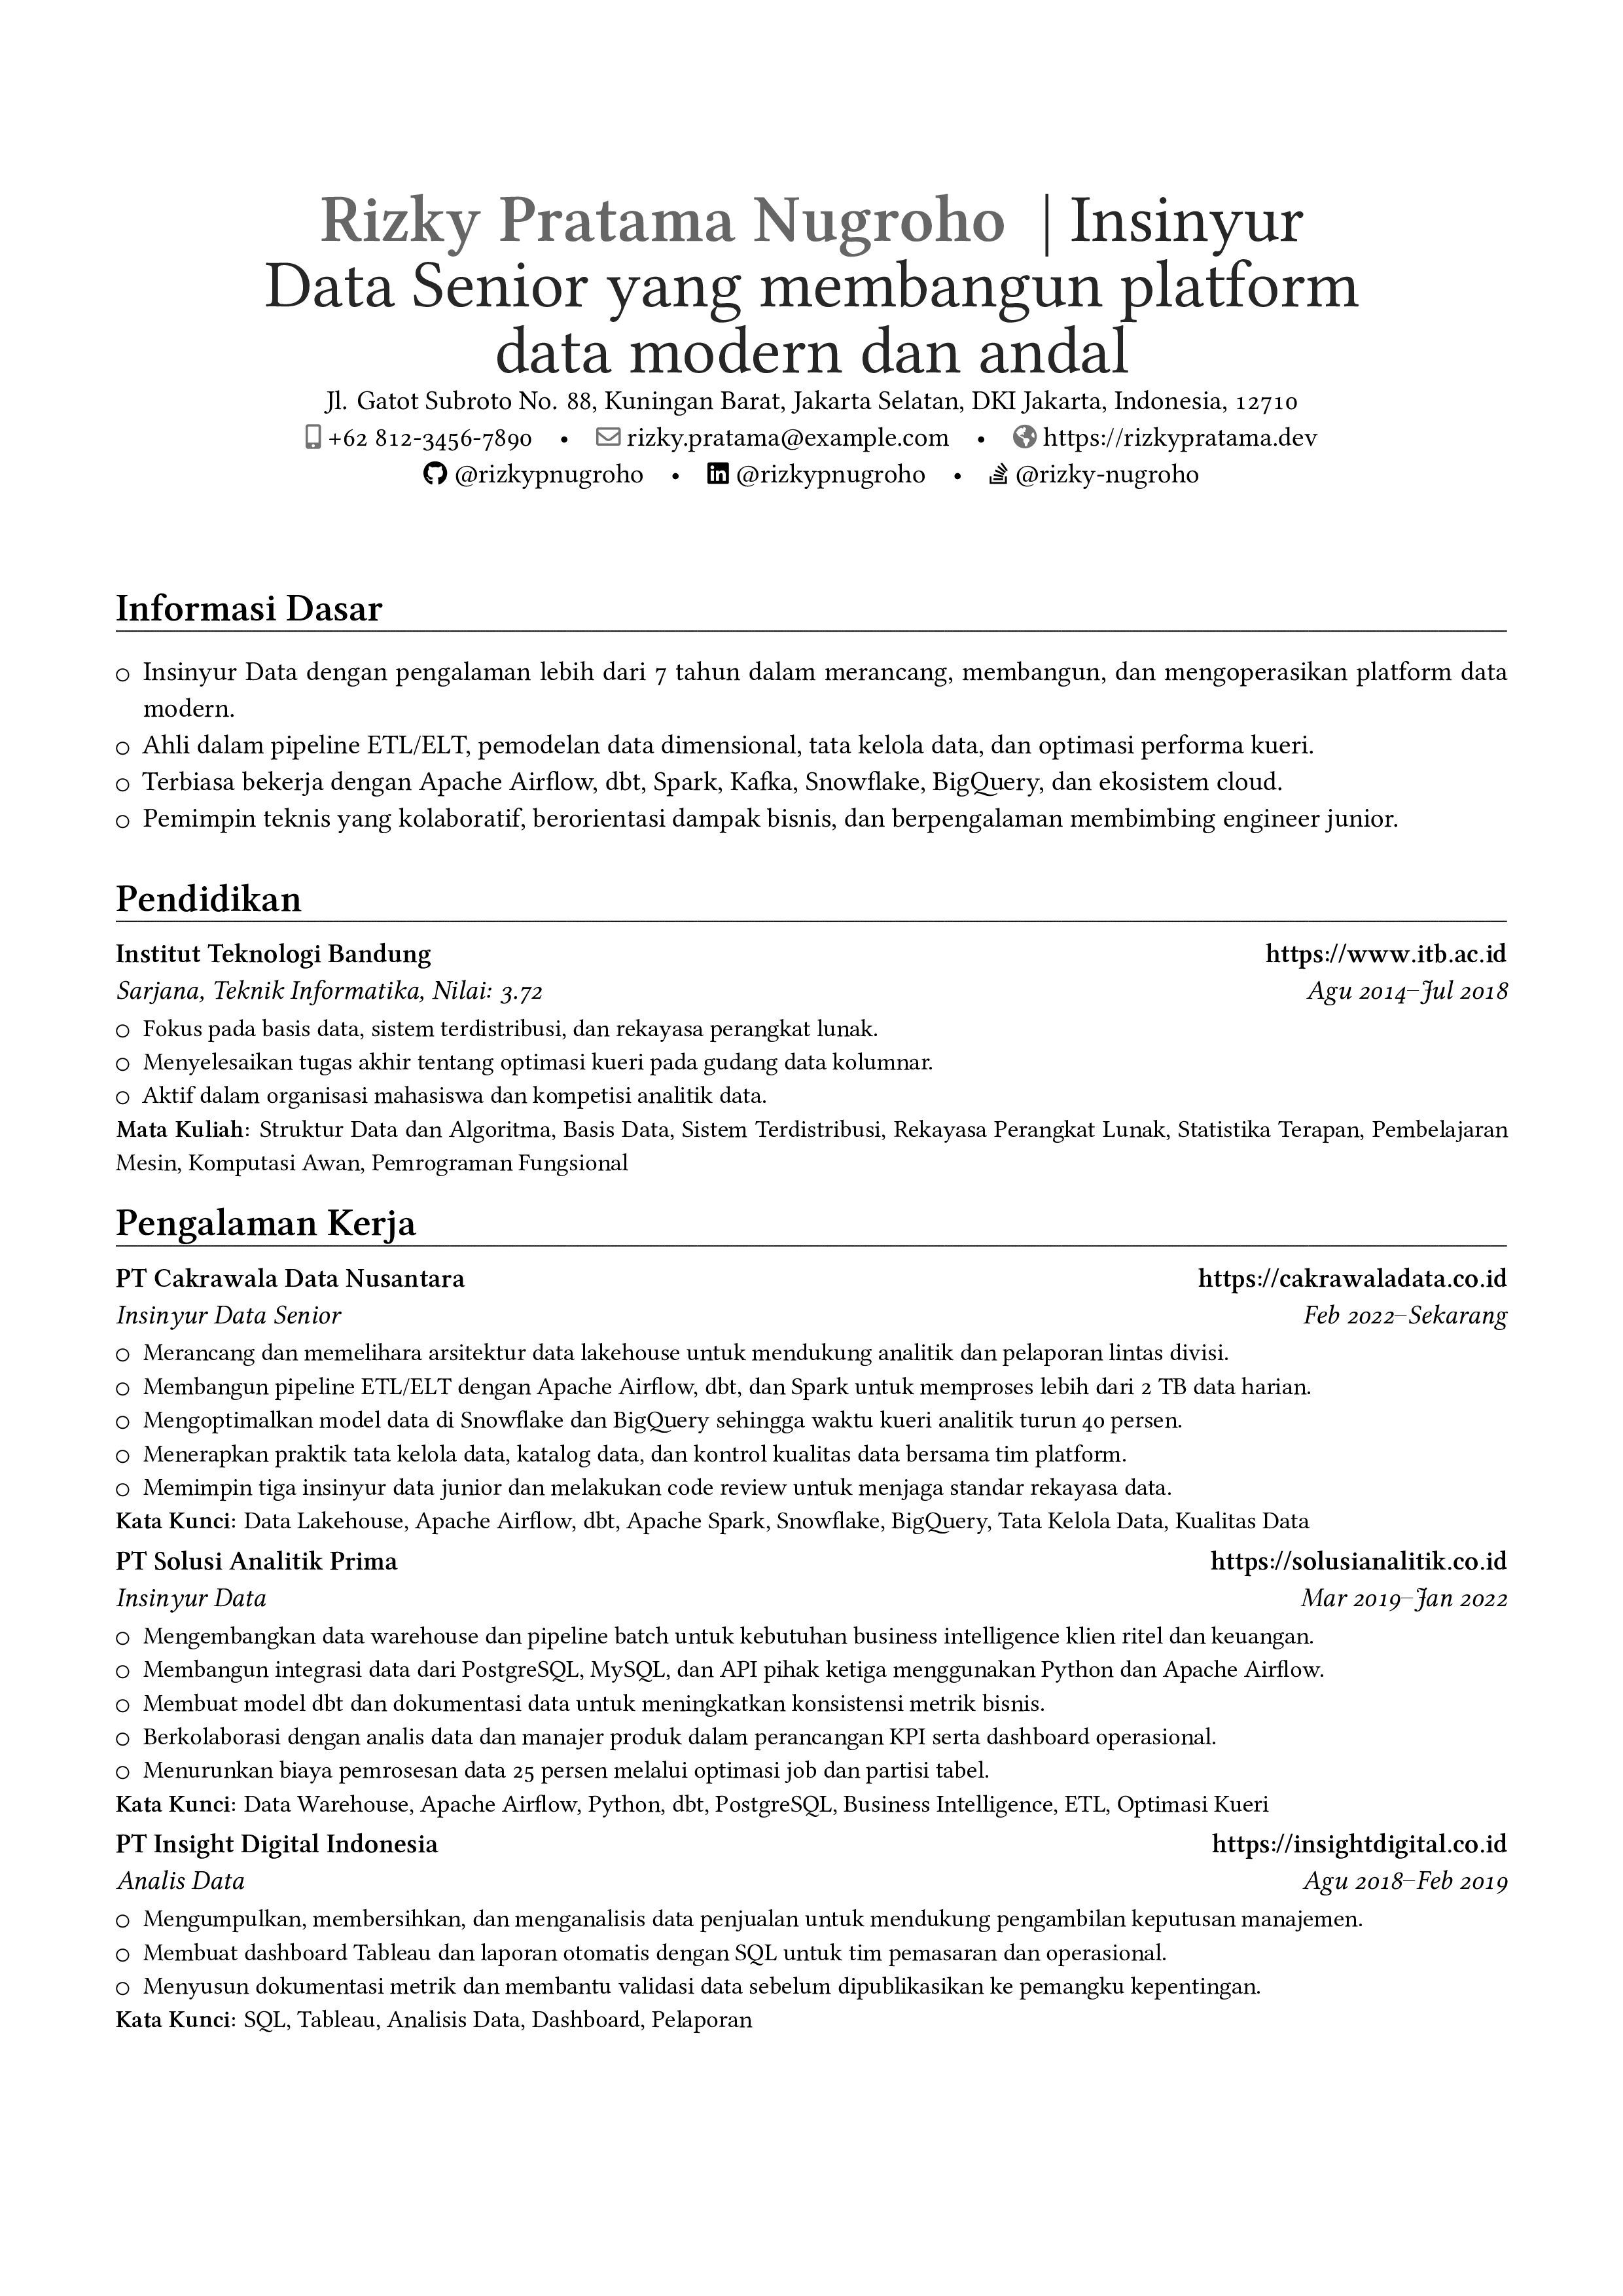 Rizky Pratama Nugroho | Insinyur
Data Senior yang membangun platform
data modern dan andal
Jl. Gatot Subroto No. 88, Kuningan Barat, Jakarta Selatan, DKI Jakarta, Indonesia, 12710
+62 812-3456-7890 • rizky.pratama@example.com • https://rizkypratama.dev
@rizkypnugroho • @rizkypnugroho • @rizky-nugroho
Informasi Dasar
Insinyur Data dengan pengalaman lebih dari 7 tahun dalam merancang, membangun, dan mengoperasikan platform data
modern.
Ahli dalam pipeline ETL/ELT, pemodelan data dimensional, tata kelola data, dan optimasi performa kueri.
Terbiasa bekerja dengan Apache Airflow, dbt, Spark, Kafka, Snowflake, BigQuery, dan ekosistem cloud.
Pemimpin teknis yang kolaboratif, berorientasi dampak bisnis, dan berpengalaman membimbing engineer junior.
Pendidikan
Institut Teknologi Bandung https://www.itb.ac.id
Sarjana, Teknik Informatika, Nilai: 3.72 Agu 2014–Jul 2018
Fokus pada basis data, sistem terdistribusi, dan rekayasa perangkat lunak.
Menyelesaikan tugas akhir tentang optimasi kueri pada gudang data kolumnar.
Aktif dalam organisasi mahasiswa dan kompetisi analitik data.
Mata Kuliah: Struktur Data dan Algoritma, Basis Data, Sistem Terdistribusi, Rekayasa Perangkat Lunak, Statistika Terapan, Pembelajaran
Mesin, Komputasi Awan, Pemrograman Fungsional
Pengalaman Kerja
PT Cakrawala Data Nusantara https://cakrawaladata.co.id
Insinyur Data Senior Feb 2022–Sekarang
Merancang dan memelihara arsitektur data lakehouse untuk mendukung analitik dan pelaporan lintas divisi.
Membangun pipeline ETL/ELT dengan Apache Airflow, dbt, dan Spark untuk memproses lebih dari 2 TB data harian.
Mengoptimalkan model data di Snowflake dan BigQuery sehingga waktu kueri analitik turun 40 persen.
Menerapkan praktik tata kelola data, katalog data, dan kontrol kualitas data bersama tim platform.
Memimpin tiga insinyur data junior dan melakukan code review untuk menjaga standar rekayasa data.
Kata Kunci: Data Lakehouse, Apache Airflow, dbt, Apache Spark, Snowflake, BigQuery, Tata Kelola Data, Kualitas Data
PT Solusi Analitik Prima https://solusianalitik.co.id
Insinyur Data Mar 2019–Jan 2022
Mengembangkan data warehouse dan pipeline batch untuk kebutuhan business intelligence klien ritel dan keuangan.
Membangun integrasi data dari PostgreSQL, MySQL, dan API pihak ketiga menggunakan Python dan Apache Airflow.
Membuat model dbt dan dokumentasi data untuk meningkatkan konsistensi metrik bisnis.
Berkolaborasi dengan analis data dan manajer produk dalam perancangan KPI serta dashboard operasional.
Menurunkan biaya pemrosesan data 25 persen melalui optimasi job dan partisi tabel.
Kata Kunci: Data Warehouse, Apache Airflow, Python, dbt, PostgreSQL, Business Intelligence, ETL, Optimasi Kueri
PT Insight Digital Indonesia https://insightdigital.co.id
Analis Data Agu 2018–Feb 2019
Mengumpulkan, membersihkan, dan menganalisis data penjualan untuk mendukung pengambilan keputusan manajemen.
Membuat dashboard Tableau dan laporan otomatis dengan SQL untuk tim pemasaran dan operasional.
Menyusun dokumentasi metrik dan membantu validasi data sebelum dipublikasikan ke pemangku kepentingan.
Kata Kunci: SQL, Tableau, Analisis Data, Dashboard, Pelaporan